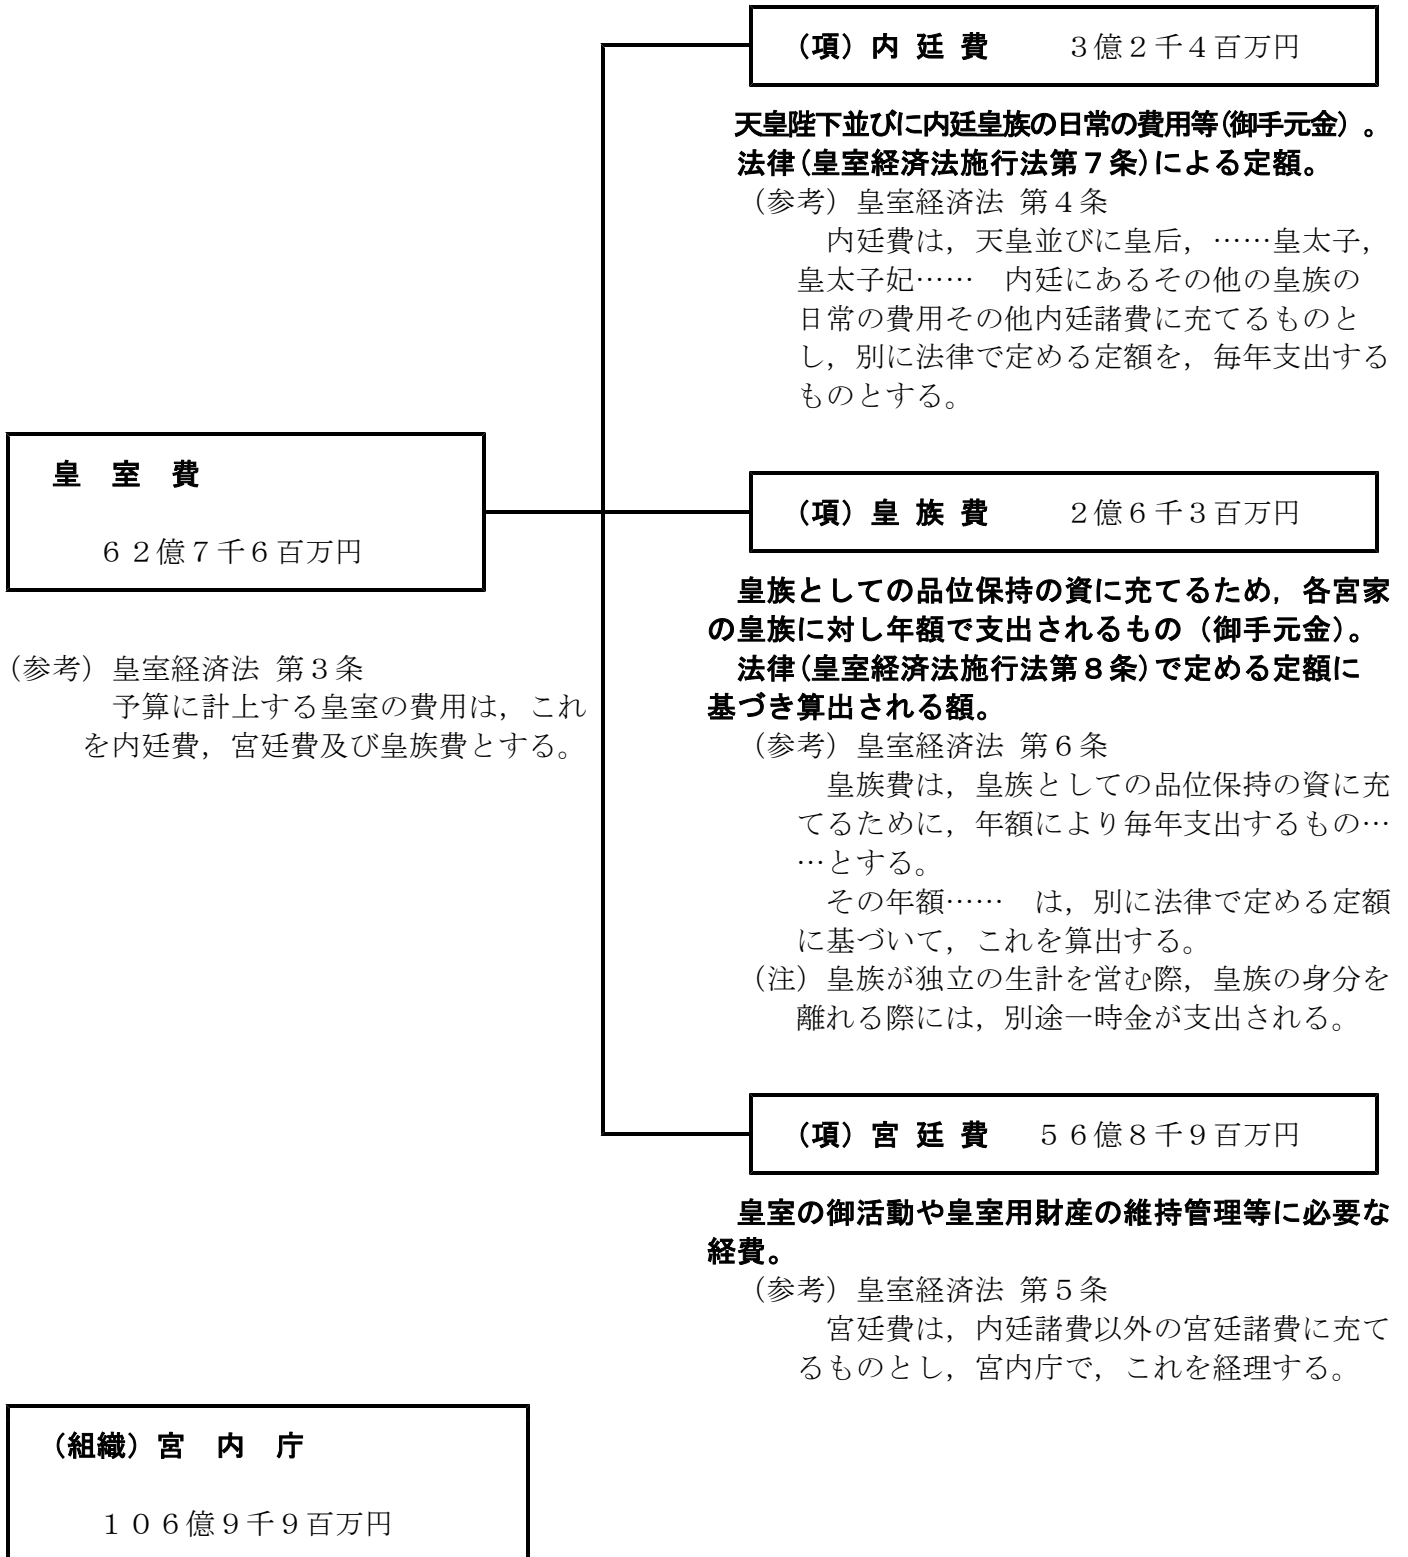 皇　室　費
６２億７千６百万円
（参考）皇室経済法 第３条
予算に計上する皇室の費用は，これ
を内廷費，宮廷費及び皇族費とする。
（項）内 廷 費　　３億２千４百万円
天皇陛下並びに内廷皇族の日常の費用等(御手元金）。
法律(皇室経済法施行法第７条)による定額。
（参考）皇室経済法 第４条
内廷費は，天皇並びに皇后，……皇太子，
皇太子妃……　内廷にあるその他の皇族の
日常の費用その他内廷諸費に充てるものと
し，別に法律で定める定額を，毎年支出する
ものとする。
（項）皇 族 費　　２億６千３百万円
皇族としての品位保持の資に充てるため，各宮家
の皇族に対し年額で支出されるもの（御手元金）。
法律(皇室経済法施行法第８条)で定める定額に
基づき算出される額。
（参考）皇室経済法 第６条
皇族費は，皇族としての品位保持の資に充
てるために，年額により毎年支出するもの…
…とする。
その年額……　は，別に法律で定める定額
に基づいて，これを算出する。
（注）皇族が独立の生計を営む際，皇族の身分を
離れる際には，別途一時金が支出される。
（項）宮 廷 費　５６億８千９百万円
皇室の御活動や皇室用財産の維持管理等に必要な
経費。
（参考）皇室経済法 第５条
宮廷費は，内廷諸費以外の宮廷諸費に充て
るものとし，宮内庁で，これを経理する。
（組織）宮　内　庁
１０６億９千９百万円